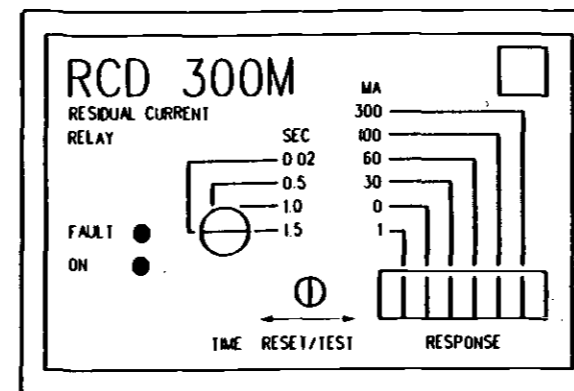 RCD 300M
RESIDUAL CURRENT
RELAY
SEC
0.02
0.5
1.0
1.5
MA
300
100
60
30
0
1
FAULT
ON
TIME RESET/TEST RESPONSE